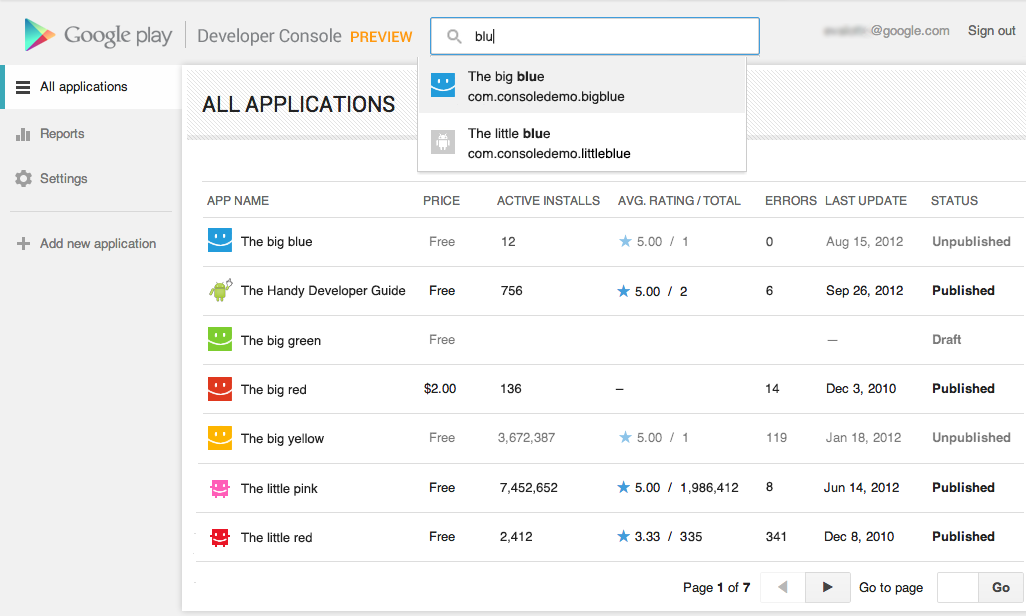 Google play Developer Console PREVIEW
blu
@google.com Sign out
The big blue
com.consoledemo.bigblue
The little blue
com.consoledemo.littleblue
All applications
Reports
Settings
Add new application
ALL APPLICATIONS
APP NAME PRICE ACTIVE INSTALLS AVG. RATING / TOTAL ERRORS LAST UPDATE STATUS
The big blue Free 12 5.00 / 1 0 Aug 15, 2012 Unpublished
The Handy Developer Guide Free 756 5.00 / 2 6 Sep 26, 2012 Published
The big green Free — Draft
The big red $2.00 136 – 14 Dec 3, 2010 Published
The big yellow Free 3,672,387 5.00 / 1 119 Jan 18, 2012 Unpublished
The little pink Free 7,452,652 5.00 / 1,986,412 8 Jun 14, 2012 Published
The little red Free 2,412 3.33 / 335 341 Dec 8, 2010 Published
Page 1 of 7 Go to page Go